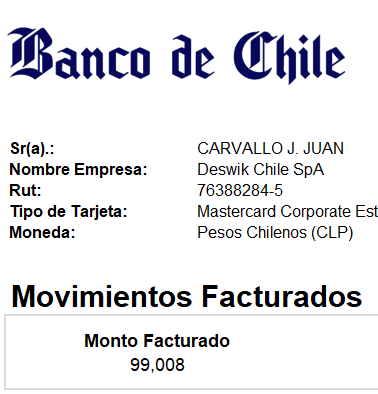 Banco de Chile
Sr(a).: CARVALLO J. JUAN
Nombre Empresa: Deswik Chile SpA
Rut: 76388284-5
Tipo de Tarjeta: Mastercard Corporate Est
Moneda: Pesos Chilenos (CLP)
Movimientos Facturados
Monto Facturado
99,008